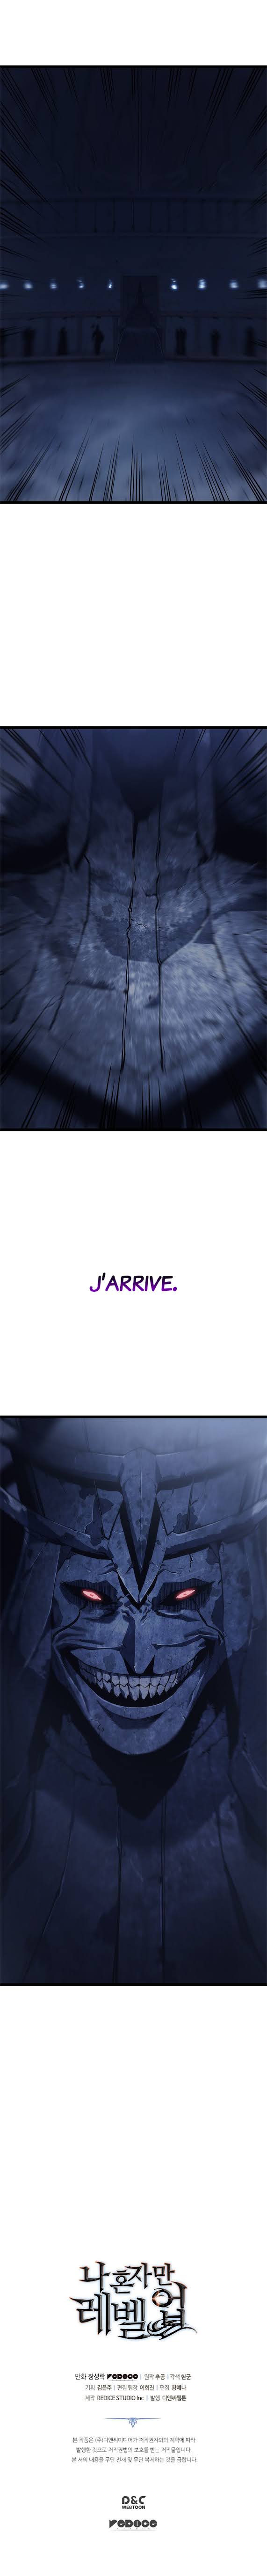 J'ARRIVE.
나 혼자만
레벨업
만화 장성락 REDICE | 원작 추공 | 각색 현군
기획 김은주 | 편집 팀장 이희진 | 편집 황예나
제작 REDICE STUDIO Inc | 발행 디앤씨웹툰
본 작품은 (주)디앤씨미디어가 저작권자와의 계약에 따라
발행한 것으로 저작권법의 보호를 받는 저작물입니다.
본 서의 내용을 무단 전재 및 무단 복제하는 것을 금합니다.
D&C
WEBTOON
REDICE